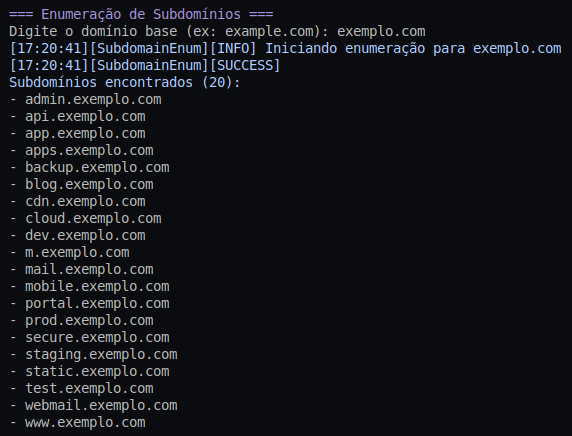 === Enumeração de Subdomínios ===
Digite o domínio base (ex: example.com): exemplo.com
[17:20:41][SubdomainEnum][INFO] Iniciando enumeração para exemplo.com
[17:20:41][SubdomainEnum][SUCCESS]
Subdomínios encontrados (20):
- admin.exemplo.com
- api.exemplo.com
- app.exemplo.com
- apps.exemplo.com
- backup.exemplo.com
- blog.exemplo.com
- cdn.exemplo.com
- cloud.exemplo.com
- dev.exemplo.com
- m.exemplo.com
- mail.exemplo.com
- mobile.exemplo.com
- portal.exemplo.com
- prod.exemplo.com
- secure.exemplo.com
- staging.exemplo.com
- static.exemplo.com
- test.exemplo.com
- webmail.exemplo.com
- www.exemplo.com